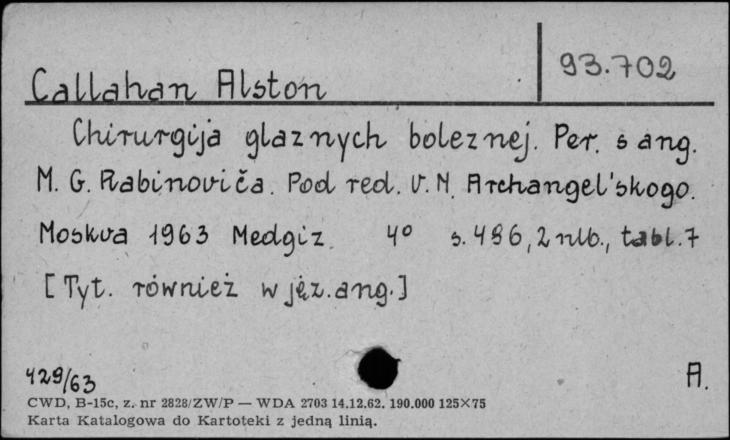 93.702
Callahan Alston
Chirurgija glaznych boleznej. Per. s ang.
M. G. Rabinoviča. Pod red. V. N. Archangel'skogo.
Moskva 1963 Medgiz. 4° s. 486, 2 nlb., tabl. 7
[Tyt. również w jęz. ang.]
429/63
A.
CWD, B-15c, z. nr 2828/ZW/P — WDA 2703 14.12.62. 190.000 125×75
Karta Katalogowa do Kartoteki z jedną linią.